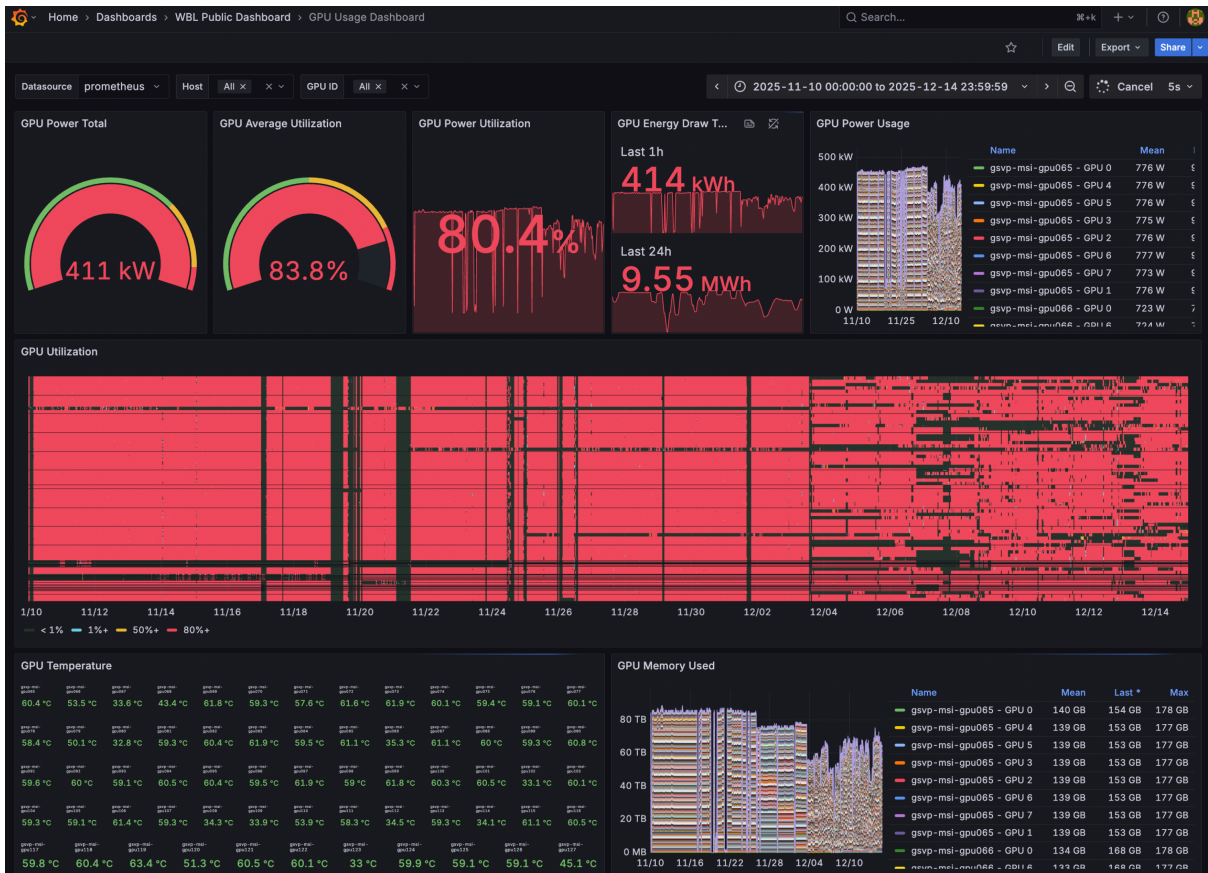 Home › Dashboards › WBL Public Dashboard › GPU Usage Dashboard
Search...
⌘+k
Edit
Export
Share
Datasource prometheus
Host All ×
GPU ID All ×
2025-11-10 00:00:00 to 2025-12-14 23:59:59
Cancel 5s
GPU Power Total
411 kW
GPU Average Utilization
83.8%
GPU Power Utilization
80.4%
GPU Energy Draw T...
Last 1h
414 kWh
Last 24h
9.55 MWh
GPU Power Usage
500 kW
400 kW
300 kW
200 kW
100 kW
0 W
11/10 11/25 12/10
Name Mean
gsvp-msi-gpu065 - GPU 0 776 W
gsvp-msi-gpu065 - GPU 4 776 W
gsvp-msi-gpu065 - GPU 5 776 W
gsvp-msi-gpu065 - GPU 3 775 W
gsvp-msi-gpu065 - GPU 2 776 W
gsvp-msi-gpu065 - GPU 6 777 W
gsvp-msi-gpu065 - GPU 7 773 W
gsvp-msi-gpu065 - GPU 1 776 W
gsvp-msi-gpu066 - GPU 0 723 W
gsvp-msi-gpu066 - GPU 6 724 W
GPU Utilization
1/10 11/12 11/14 11/16 11/18 11/20 11/22 11/24 11/26 11/28 11/30 12/02 12/04 12/06 12/08 12/10 12/12 12/14
< 1% 1%+ 50%+ 80%+
GPU Temperature
60.4 °C 53.5 °C 33.6 °C 43.4 °C 61.8 °C 59.3 °C 57.6 °C 61.6 °C 61.9 °C 60.1 °C 59.4 °C 59.1 °C 60.1 °C
58.4 °C 50.1 °C 32.8 °C 59.3 °C 60.4 °C 61.9 °C 59.5 °C 61.1 °C 35.3 °C 61.1 °C 60 °C 59.3 °C 60.8 °C
59.6 °C 60 °C 59.1 °C 60.5 °C 60.4 °C 59.5 °C 61.9 °C 59 °C 61.8 °C 60.3 °C 60.5 °C 33.1 °C 60.1 °C
59.3 °C 59.1 °C 61.4 °C 59.3 °C 34.3 °C 33.9 °C 53.9 °C 58.3 °C 34.5 °C 59.3 °C 34.1 °C 61.1 °C 60.5 °C
59.8 °C 60.4 °C 63.4 °C 51.3 °C 60.5 °C 60.1 °C 33 °C 59.9 °C 59.1 °C 59.1 °C 45.1 °C
GPU Memory Used
80 TB
60 TB
40 TB
20 TB
0 MB
11/10 11/16 11/22 11/28 12/04 12/10
Name Mean Last * Max
gsvp-msi-gpu065 - GPU 0 140 GB 154 GB 178 GB
gsvp-msi-gpu065 - GPU 4 139 GB 153 GB 177 GB
gsvp-msi-gpu065 - GPU 5 139 GB 153 GB 177 GB
gsvp-msi-gpu065 - GPU 3 139 GB 153 GB 177 GB
gsvp-msi-gpu065 - GPU 2 139 GB 153 GB 177 GB
gsvp-msi-gpu065 - GPU 6 139 GB 153 GB 177 GB
gsvp-msi-gpu065 - GPU 7 139 GB 153 GB 177 GB
gsvp-msi-gpu065 - GPU 1 139 GB 153 GB 177 GB
gsvp-msi-gpu066 - GPU 0 134 GB 168 GB 178 GB
gsvp-msi-gpu066 - GPU 6 133 GB 168 GB 177 GB